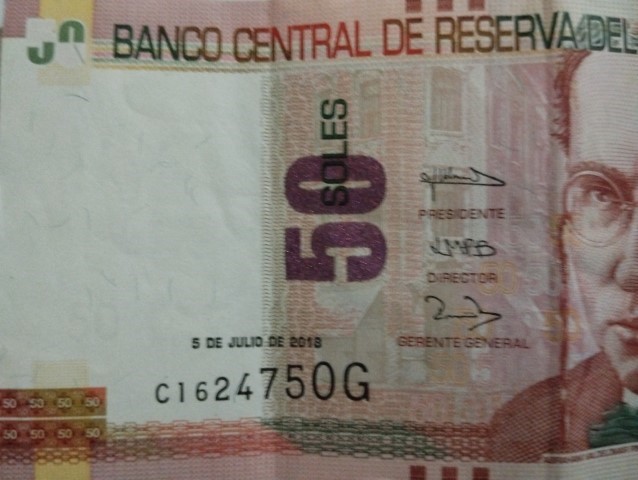 BANCO CENTRAL DE RESERVA DEL
50
SOLES
PRESIDENTE
DIRECTOR
GERENTE GENERAL
5 DE JULIO DE 2018
C1624750G
50 50 50 50
50 50 50 50